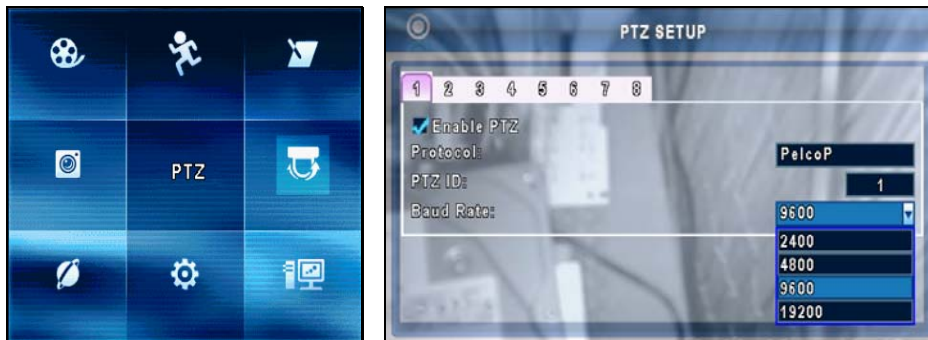 PTZ
PTZ SETUP
1 2 3 4 5 6 7 8
Enable PTZ
Protocol: PelcoP
PTZ ID: 1
Baud Rate: 9600
2400
4800
9600
19200